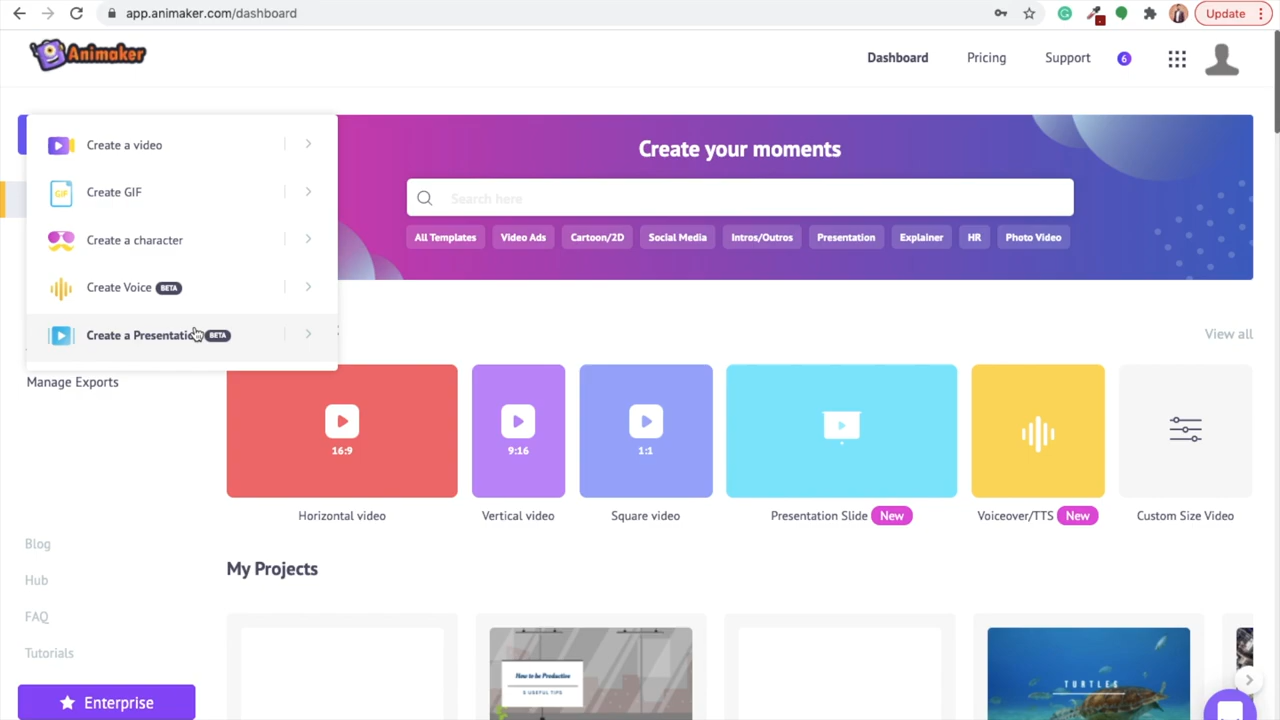 app.animaker.com/dashboard
Update
Animaker
Dashboard
Pricing
Support
6
Create a video
GIF
Create GIF
Create a character
Create Voice BETA
Create a Presentation BETA
Manage Exports
Create your moments
Search here
All Templates
Video Ads
Cartoon/2D
Social Media
Intros/Outros
Presentation
Explainer
HR
Photo Video
View all
16:9
9:16
1:1
Horizontal video
Vertical video
Square video
Presentation Slide New
Voiceover/TTS New
Custom Size Video
Blog
Hub
FAQ
Tutorials
Enterprise
My Projects
How to be Productive
5 USEFUL TIPS
TURTLES